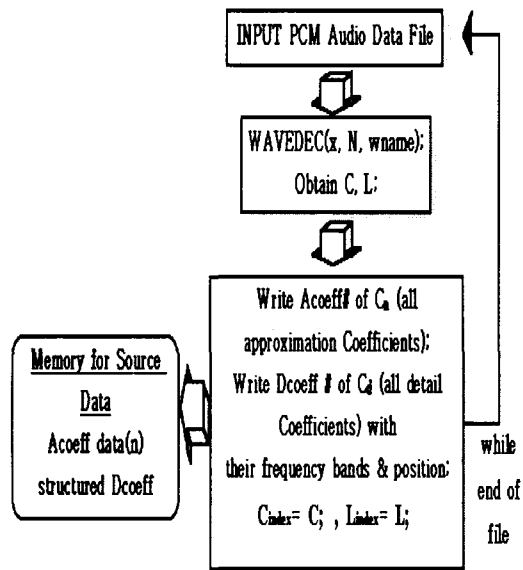 INPUT PCM Audio Data File
WAVEDEC(x, N, wname);
Obtain C, L;
Write Acoeff# of Ca (all
approximation Coefficients);
Write Dcoeff # of Cd (all detail
Coefficients) with
their frequency bands & position;
Cindex= C; , Lindex= L;
Memory for Source
Data
Acoeff data(n)
structured Dcoeff
while
end of
file